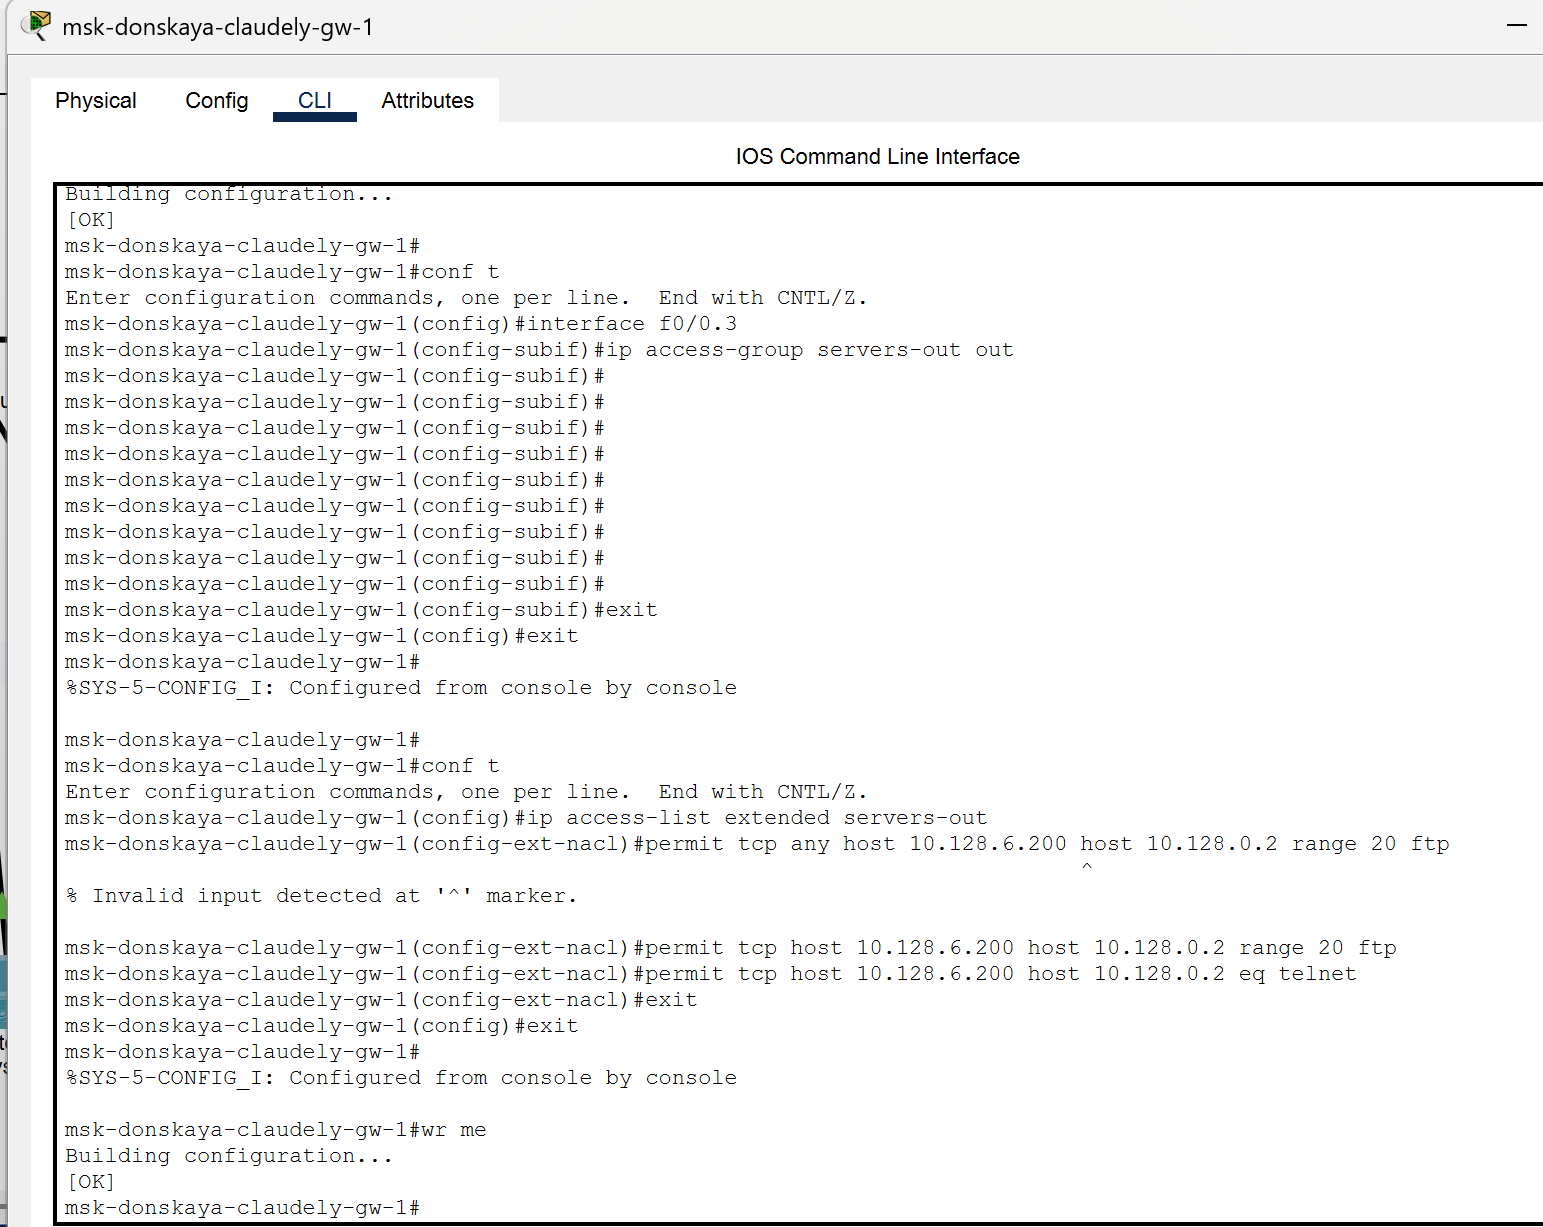 msk-donskaya-claudely-gw-1
Physical Config CLI Attributes
IOS Command Line Interface
Building configuration...
[OK]
msk-donskaya-claudely-gw-1#
msk-donskaya-claudely-gw-1#conf t
Enter configuration commands, one per line.  End with CNTL/Z.
msk-donskaya-claudely-gw-1(config)#interface f0/0.3
msk-donskaya-claudely-gw-1(config-subif)#ip access-group servers-out out
msk-donskaya-claudely-gw-1(config-subif)#
msk-donskaya-claudely-gw-1(config-subif)#
msk-donskaya-claudely-gw-1(config-subif)#
msk-donskaya-claudely-gw-1(config-subif)#
msk-donskaya-claudely-gw-1(config-subif)#
msk-donskaya-claudely-gw-1(config-subif)#
msk-donskaya-claudely-gw-1(config-subif)#
msk-donskaya-claudely-gw-1(config-subif)#
msk-donskaya-claudely-gw-1(config-subif)#
msk-donskaya-claudely-gw-1(config-subif)#exit
msk-donskaya-claudely-gw-1(config)#exit
msk-donskaya-claudely-gw-1#
%SYS-5-CONFIG_I: Configured from console by console
msk-donskaya-claudely-gw-1#
msk-donskaya-claudely-gw-1#conf t
Enter configuration commands, one per line.  End with CNTL/Z.
msk-donskaya-claudely-gw-1(config)#ip access-list extended servers-out
msk-donskaya-claudely-gw-1(config-ext-nacl)#permit tcp any host 10.128.6.200 host 10.128.0.2 range 20 ftp
^
% Invalid input detected at '^' marker.
msk-donskaya-claudely-gw-1(config-ext-nacl)#permit tcp host 10.128.6.200 host 10.128.0.2 range 20 ftp
msk-donskaya-claudely-gw-1(config-ext-nacl)#permit tcp host 10.128.6.200 host 10.128.0.2 eq telnet
msk-donskaya-claudely-gw-1(config-ext-nacl)#exit
msk-donskaya-claudely-gw-1(config)#exit
msk-donskaya-claudely-gw-1#
%SYS-5-CONFIG_I: Configured from console by console
msk-donskaya-claudely-gw-1#wr me
Building configuration...
[OK]
msk-donskaya-claudely-gw-1#